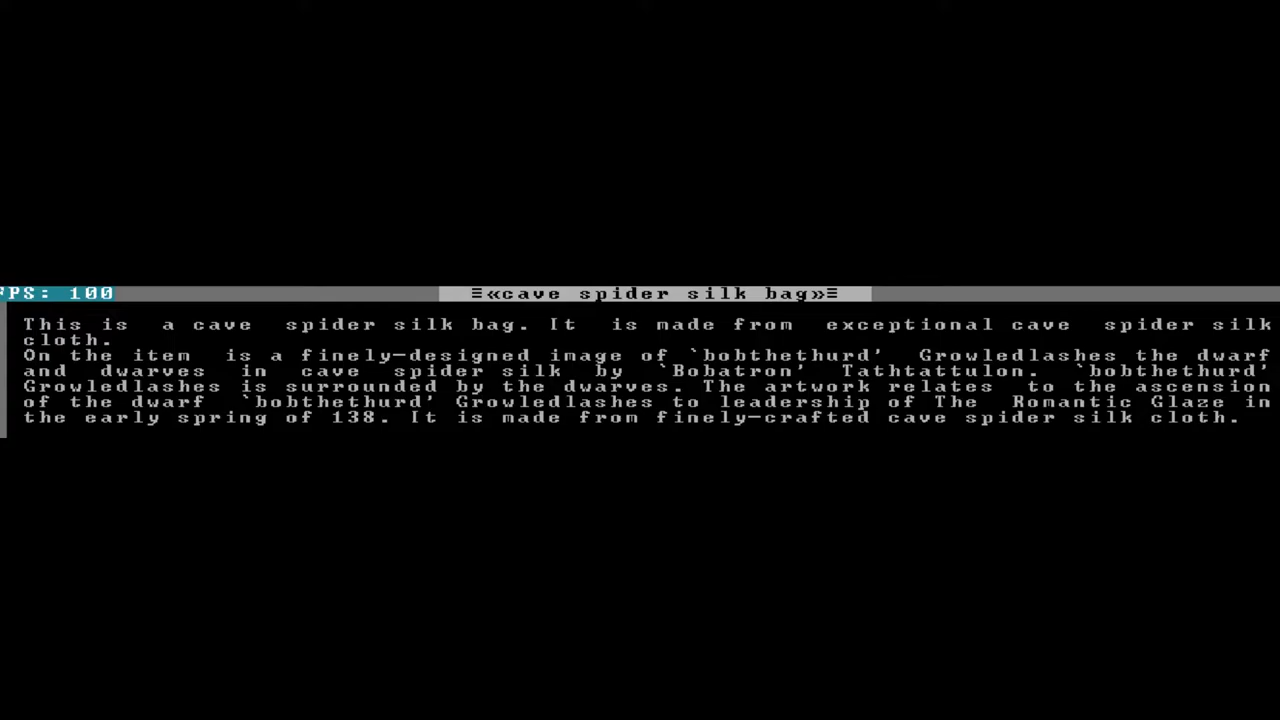 FPS: 100 ≡«cave spider silk bag»≡
This is a cave spider silk bag. It is made from exceptional cave spider silk
cloth.
On the item is a finely-designed image of `bobthethurd' Growledlashes the dwarf
and dwarves in cave spider silk by `Bobatron' Tathtattulon. `bobthethurd'
Growledlashes is surrounded by the dwarves. The artwork relates to the ascension
of the dwarf `bobthethurd' Growledlashes to leadership of The Romantic Glaze in
the early spring of 138. It is made from finely-crafted cave spider silk cloth.